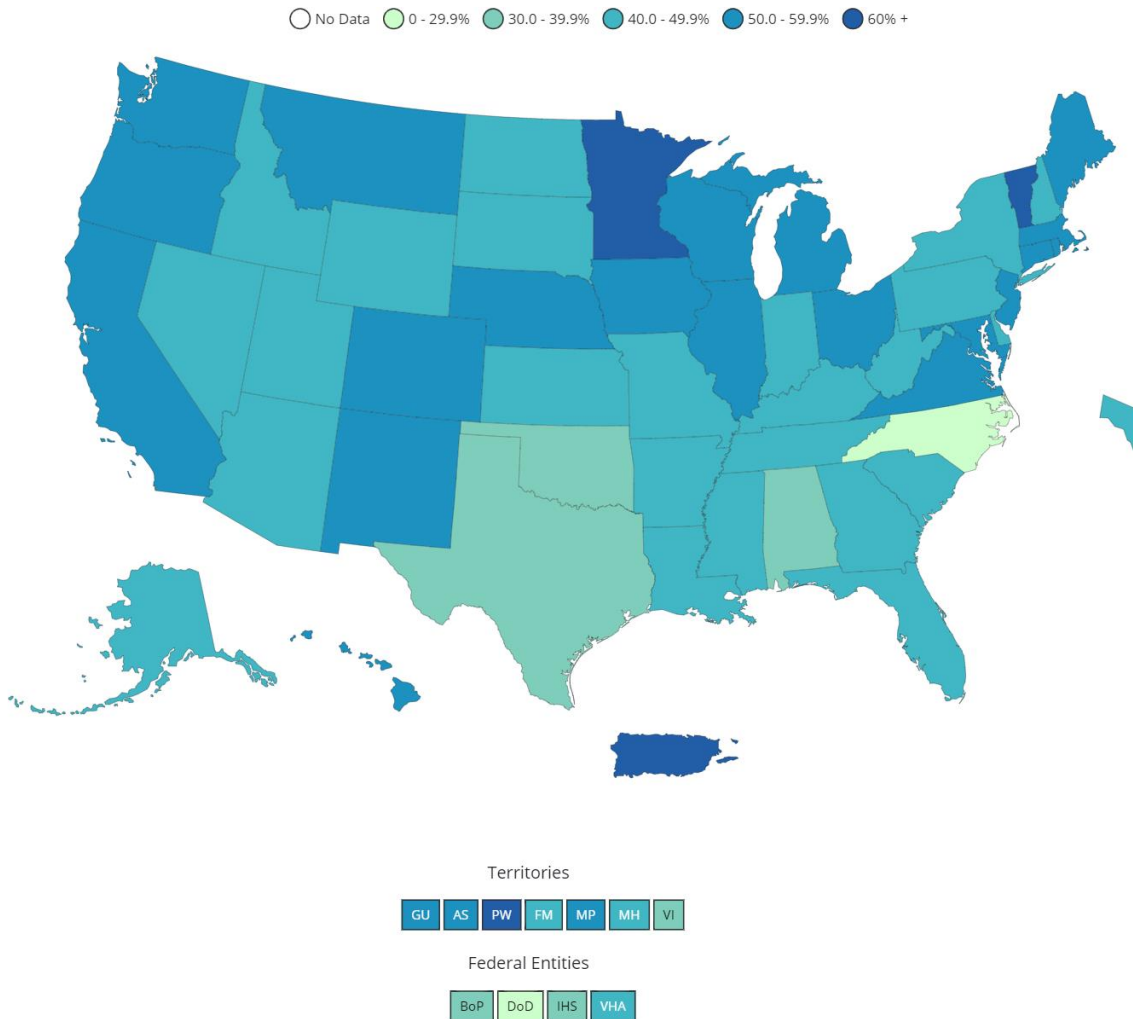 No Data 0 - 29.9% 30.0 - 39.9% 40.0 - 49.9% 50.0 - 59.9% 60% +
Territories
GU AS PW FM MP MH VI
Federal Entities
BoP DoD IHS VHA